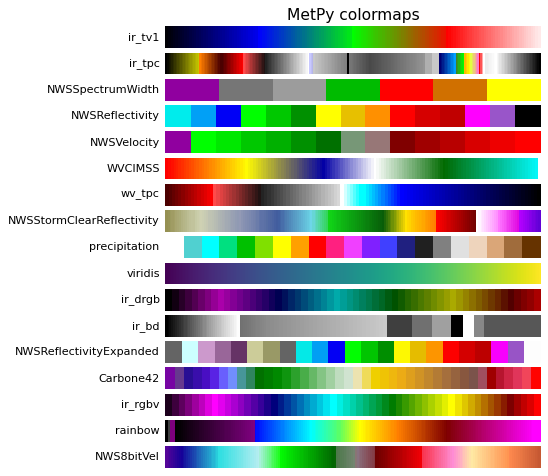 MetPy colormaps
ir_tv1
ir_tpc
NWSSpectrumWidth
NWSReflectivity
NWSVelocity
WVCIMSS
wv_tpc
NWSStormClearReflectivity
precipitation
viridis
ir_drgb
ir_bd
NWSReflectivityExpanded
Carbone42
ir_rgbv
rainbow
NWS8bitVel